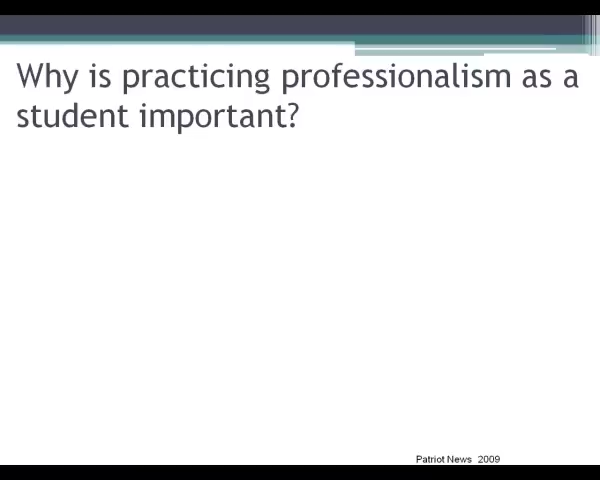 Why is practicing professionalism as a
student important?
Patriot News 2009